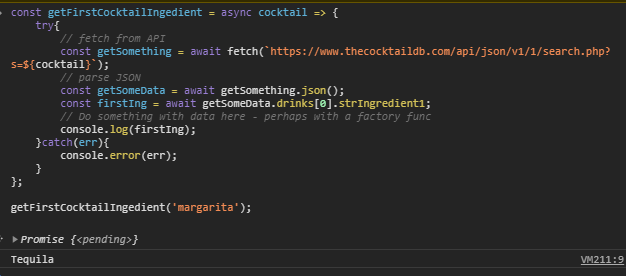 const getFirstCocktailIngedient = async cocktail => {
    try{
        // fetch from API
        const getSomething = await fetch(`https://www.thecocktaildb.com/api/json/v1/1/search.php?
s=${cocktail}`);
        // parse JSON
        const getSomeData = await getSomething.json();
        const firstIng = await getSomeData.drinks[0].strIngredient1;
        // Do something with data here - perhaps with a factory func
        console.log(firstIng);
    }catch(err){
        console.error(err);
    }
};

getFirstCocktailIngedient('margarita');
Promise {<pending>}
Tequila VM211:9